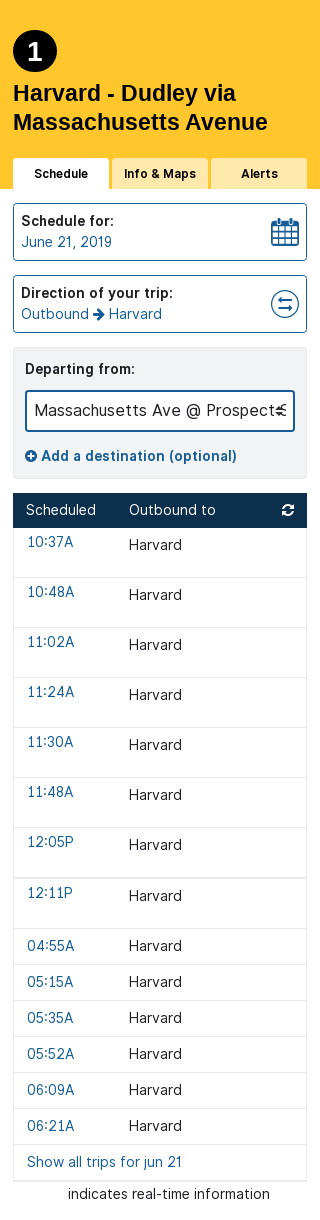 1
Harvard - Dudley via
Massachusetts Avenue
Schedule Info & Maps Alerts
Schedule for:
June 21, 2019
Direction of your trip:
Outbound Harvard
Departing from:
Massachusetts Ave @ Prospect S
Add a destination (optional)
Scheduled Outbound to
10:37A Harvard
10:48A Harvard
11:02A Harvard
11:24A Harvard
11:30A Harvard
11:48A Harvard
12:05P Harvard
12:11P Harvard
04:55A Harvard
05:15A Harvard
05:35A Harvard
05:52A Harvard
06:09A Harvard
06:21A Harvard
Show all trips for jun 21
indicates real-time information